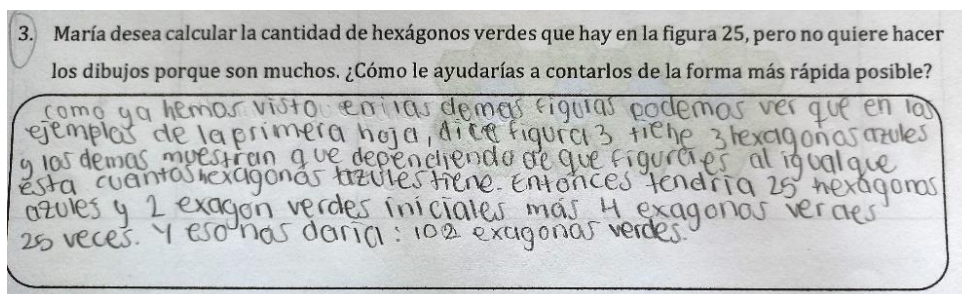 3. María desea calcular la cantidad de hexágonos verdes que hay en la figura 25, pero no quiere hacer
los dibujos porque son muchos. ¿Cómo le ayudarías a contarlos de la forma más rápida posible?
como ya hemos visto en las demas figuras podemos ver que en los
ejemplos de la primera hoja, dice figura 3 tiene 3 hexagonos azules
y los demas muestran que dependiendo de que figura es al igual que
esta cuantos hexagonos azules tiene. Entonces tendria 25 hexagonos
azules y 2 exagon verdes iniciales más 4 exagonos verdes
25 veces. Y eso nos daria: 102 exagonos verdes.